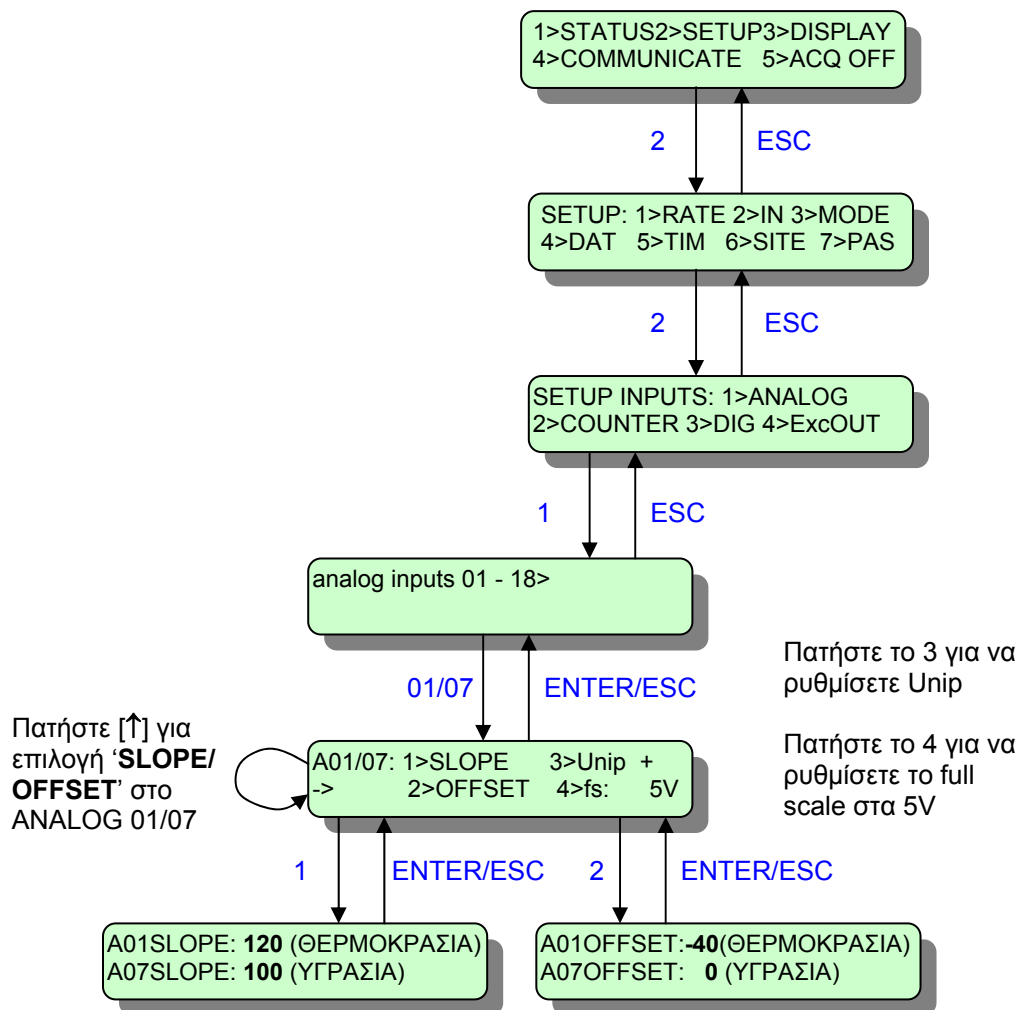 1>STATUS2>SETUP3>DISPLAY
4>COMMUNICATE 5>ACQ OFF
2
ESC
SETUP: 1>RATE 2>IN 3>MODE
4>DAT 5>TIM 6>SITE 7>PAS
2
ESC
SETUP INPUTS: 1>ANALOG
2>COUNTER 3>DIG 4>ExcOUT
1
ESC
analog inputs 01 - 18>
01/07
ENTER/ESC
Πατήστε το 3 για να
ρυθμίσετε Unip
Πατήστε το 4 για να
ρυθμίσετε το full
scale στα 5V
Πατήστε [↑] για
επιλογή ‘SLOPE/
OFFSET’ στο
ANALOG 01/07
A01/07: 1>SLOPE 3>Unip +
-> 2>OFFSET 4>fs: 5V
1
ENTER/ESC
2
ENTER/ESC
A01SLOPE: 120 (ΘΕΡΜΟΚΡΑΣΙΑ)
A07SLOPE: 100 (ΥΓΡΑΣΙΑ)
A01OFFSET:-40(ΘΕΡΜΟΚΡΑΣΙΑ)
A07OFFSET: 0 (ΥΓΡΑΣΙΑ)